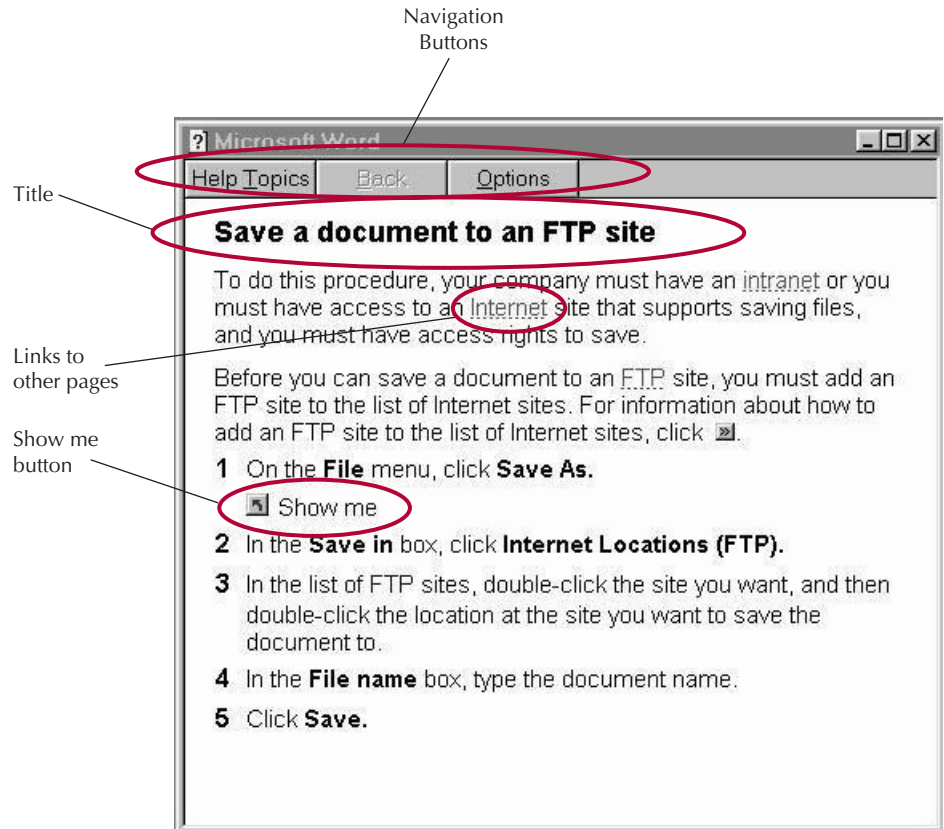 Navigation
Buttons
Microsoft Word
Help Topics Back Options
Title
Save a document to an FTP site
To do this procedure, your company must have an intranet or you
must have access to an Internet site that supports saving files,
and you must have access rights to save.
Links to
other pages
Before you can save a document to an FTP site, you must add an
FTP site to the list of Internet sites. For information about how to
add an FTP site to the list of Internet sites, click
Show me
button
1 On the File menu, click Save As.
Show me
2 In the Save in box, click Internet Locations (FTP).
3 In the list of FTP sites, double-click the site you want, and then
double-click the location at the site you want to save the
document to.
4 In the File name box, type the document name.
5 Click Save.